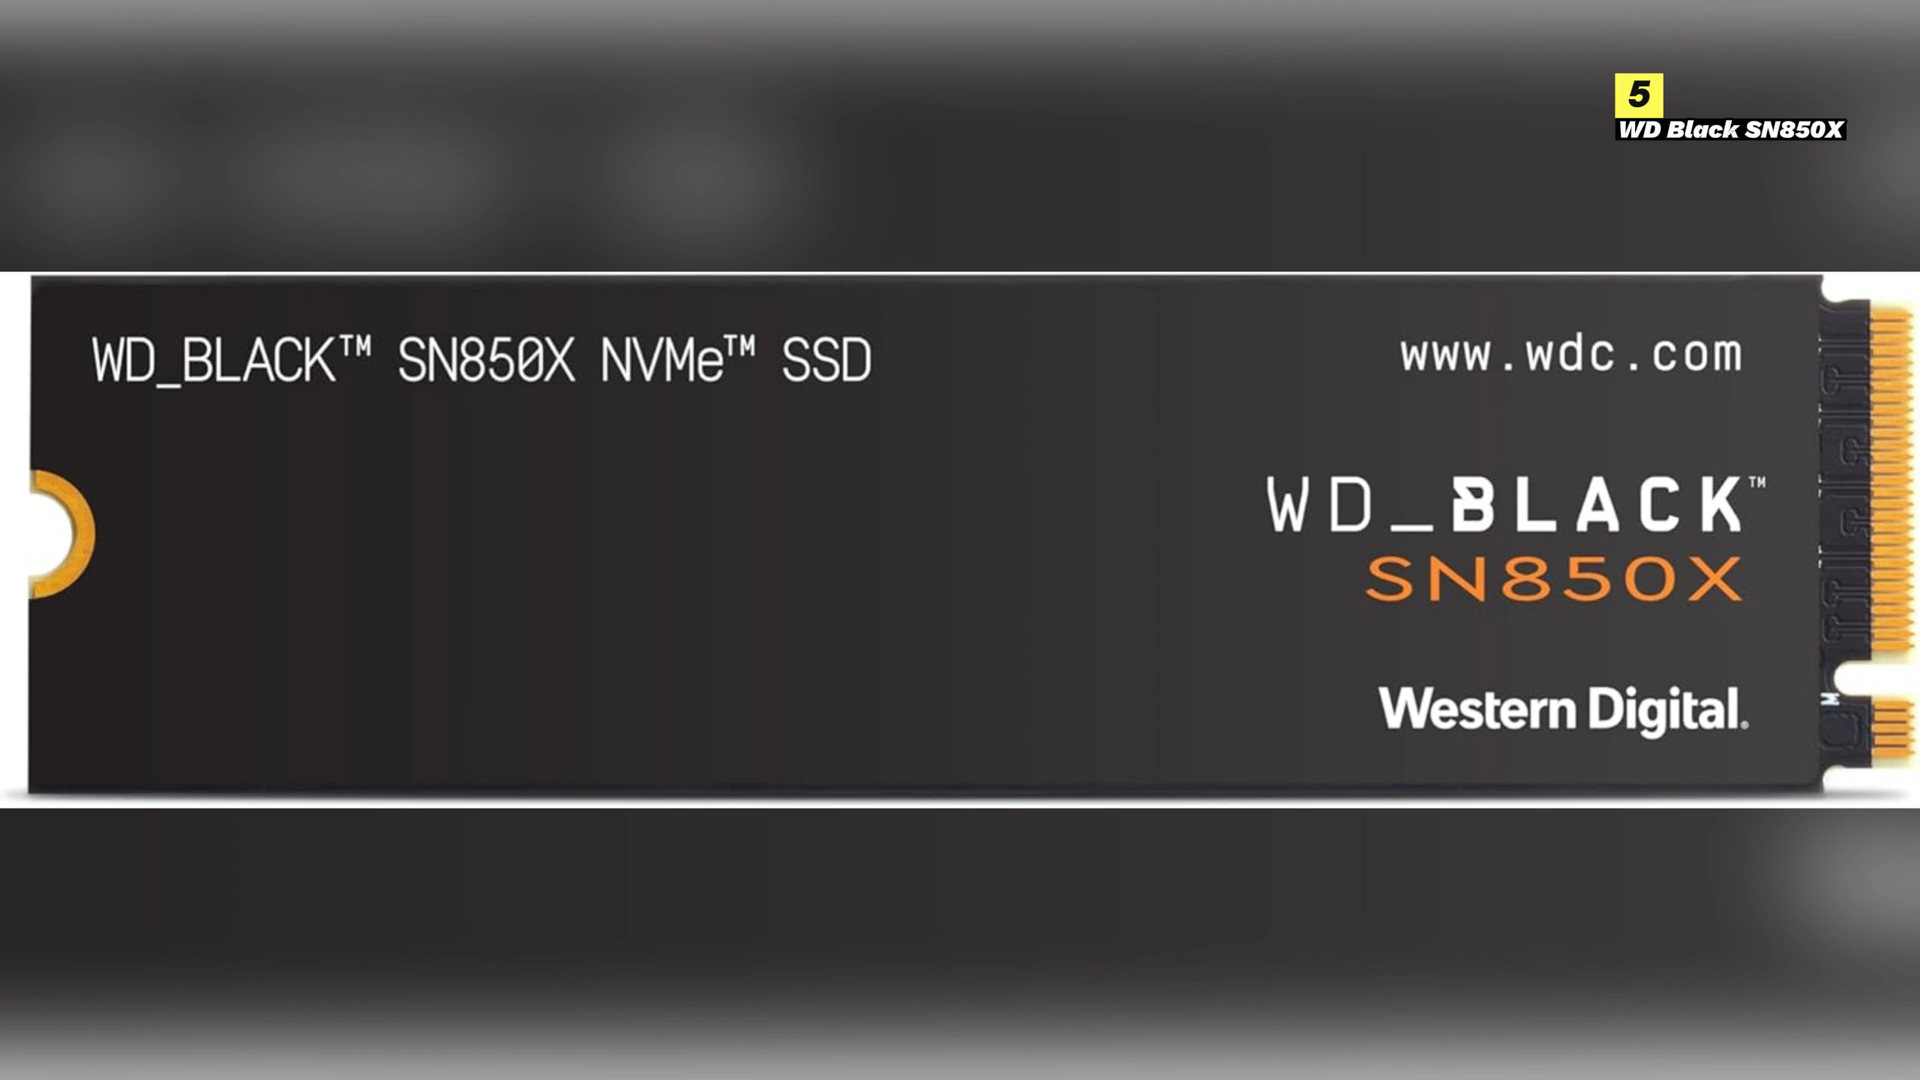 5
WD Black SN850X
WD_BLACK™ SN850X NVMe™ SSD
www.wdc.com
WD_BLACK™
SN850X
Western Digital®
M